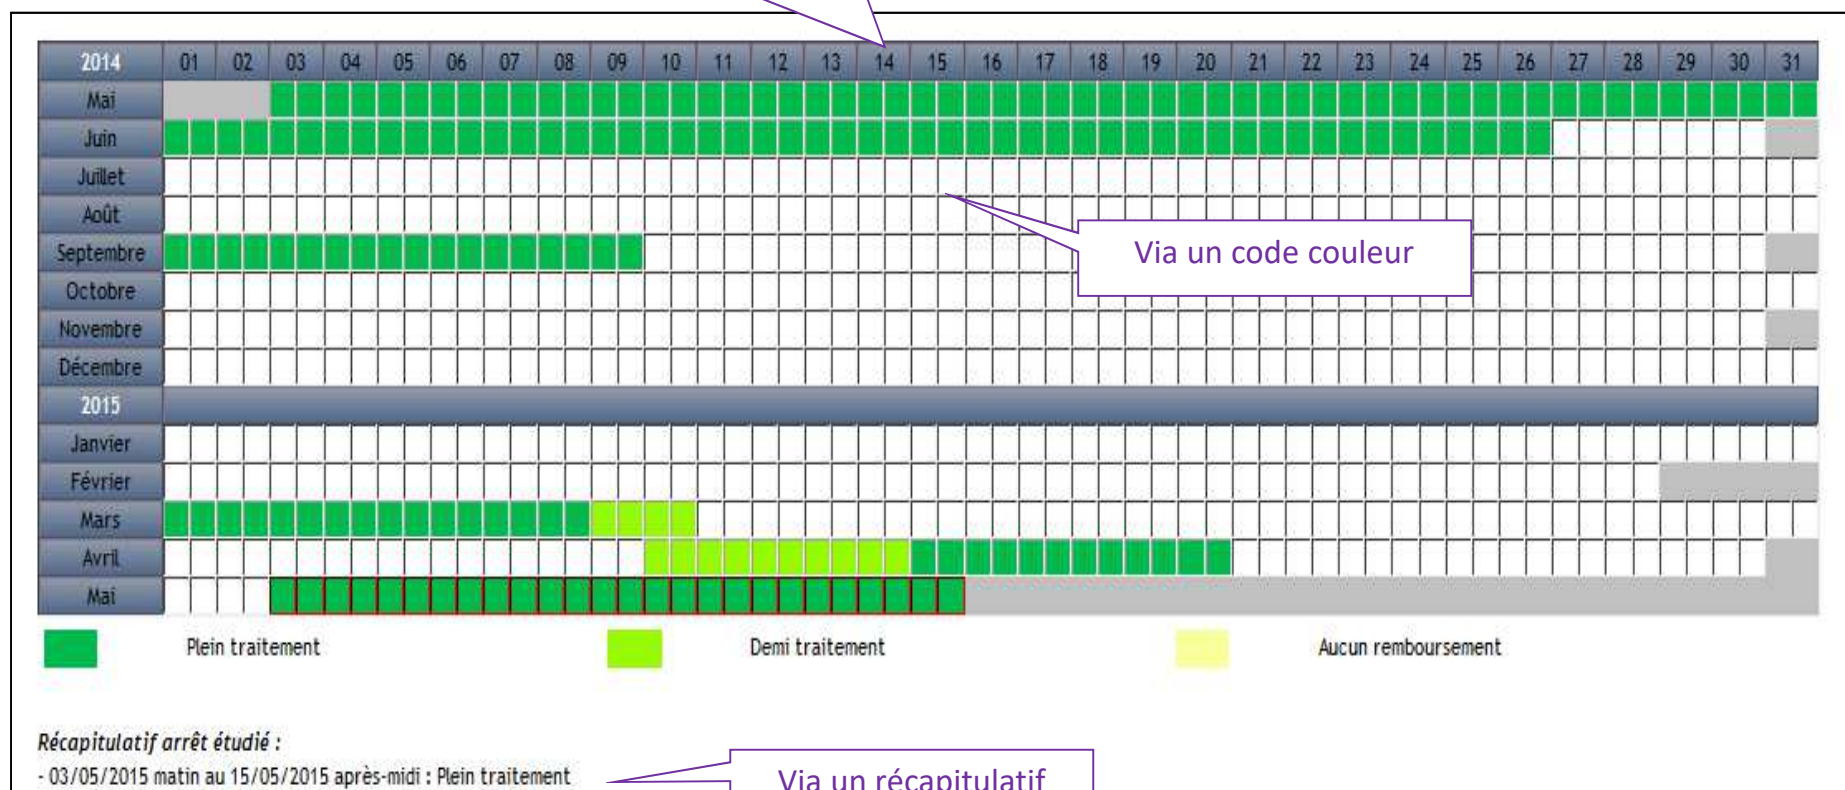 2014 01 02 03 04 05 06 07 08 09 10 11 12 13 14 15 16 17 18 19 20 21 22 23 24 25 26 27 28 29 30 31
Mai
Juin
Juillet
Août
Septembre
Via un code couleur
Octobre
Novembre
Décembre
2015
Janvier
Février
Mars
Avril
Mai
Plein traitement Demi traitement Aucun remboursement
Récapitulatif arrêt étudié :
- 03/05/2015 matin au 15/05/2015 après-midi : Plein traitement
Via un récapitulatif